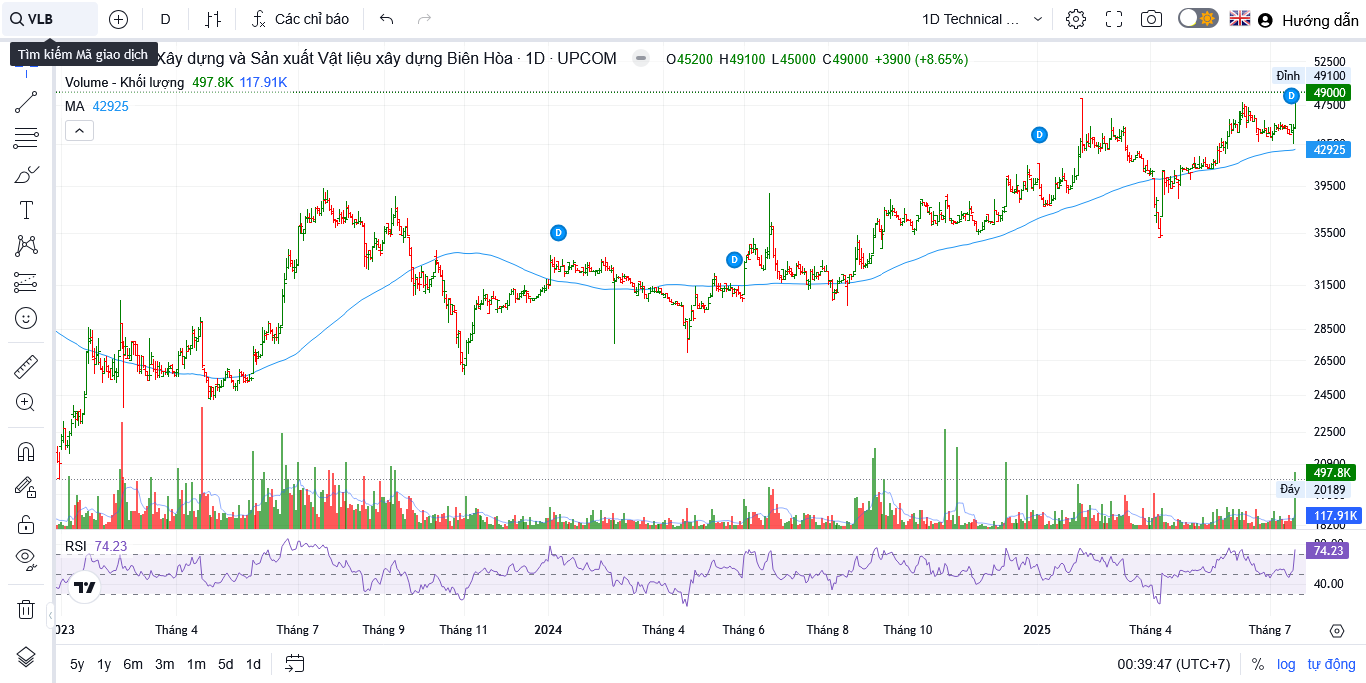 VLB
D
Các chỉ báo
1D Technical ...
Hướng dẫn
Tìm kiếm Mã giao dịch
Xây dựng và Sản xuất Vật liệu xây dựng Biên Hòa · 1D · UPCOM
O45200 H49100 L45000 C49000 +3900 (+8.65%)
Volume - Khối lượng 497.8K 117.91K
MA 42925
52500
Đỉnh 49100
49000
47500
42925
39500
35500
31500
28500
26500
24500
22500
20900
497.8K
Đáy 20189
117.91K
D
D
D
D
RSI 74.23
74.23
40.00
T
023
Tháng 4
Tháng 7
Tháng 9
Tháng 11
2024
Tháng 4
Tháng 6
Tháng 8
Tháng 10
2025
Tháng 4
Tháng 7
5y 1y 6m 3m 1m 5d 1d
00:39:47 (UTC+7)
% log tự động